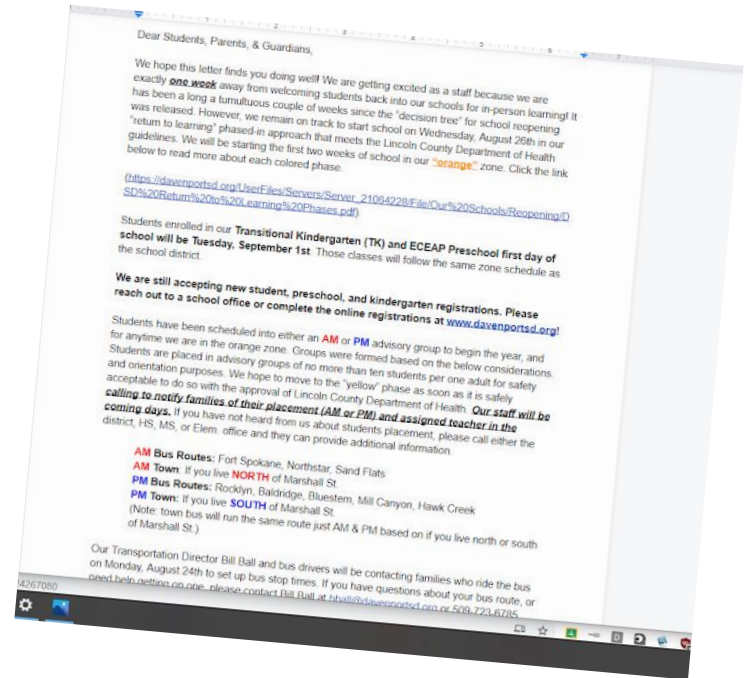 Dear Students, Parents, & Guardians,
We hope this letter finds you doing well! We are getting excited as a staff because we are
exactly one week away from welcoming students back into our schools for in-person learning! It
has been a long a tumultuous couple of weeks since the "decision tree" for school reopening
was released. However, we remain on track to start school on Wednesday, August 26th in our
"return to learning" phased-in approach that meets the Lincoln County Department of Health
guidelines. We will be starting the first two weeks of school in our "orange" zone. Click the link
below to read more about each colored phase.
(https://davenportsd.org/UserFiles/Servers/Server_21064228/File/Our%20Schools/Reopening/D
SD%20Return%20to%20Learning%20Phases.pdf).
Students enrolled in our Transitional Kindergarten (TK) and ECEAP Preschool first day of
school will be Tuesday, September 1st. Those classes will follow the same zone schedule as
the school district.
We are still accepting new student, preschool, and kindergarten registrations. Please
reach out to a school office or complete the online registrations at www.davenportsd.org!
Students have been scheduled into either an AM or PM advisory group to begin the year, and
for anytime we are in the orange zone. Groups were formed based on the below considerations.
Students are placed in advisory groups of no more than ten students per one adult for safety
and orientation purposes. We hope to move to the "yellow" phase as soon as it is safely
acceptable to do so with the approval of Lincoln County Department of Health. Our staff will be
calling to notify families of their placement (AM or PM) and assigned teacher in the
coming days. If you have not heard from us about students placement, please call either the
district, HS, MS, or Elem. office and they can provide additional information.
AM Bus Routes: Fort Spokane, Northstar, Sand Flats
AM Town: If you live NORTH of Marshall St.
PM Bus Routes: Rocklyn, Baldridge, Bluestem, Mill Canyon, Hawk Creek
PM Town: If you live SOUTH of Marshall St.
(Note: town bus will run the same route just AM & PM based on if you live north or south
of Marshall St.)
Our Transportation Director Bill Ball and bus drivers will be contacting families who ride the bus
on Monday, August 24th to set up bus stop times. If you have questions about your bus route, or
need help getting on one, please contact Bill Ball at bball@davenportsd.org or 509-723-6785